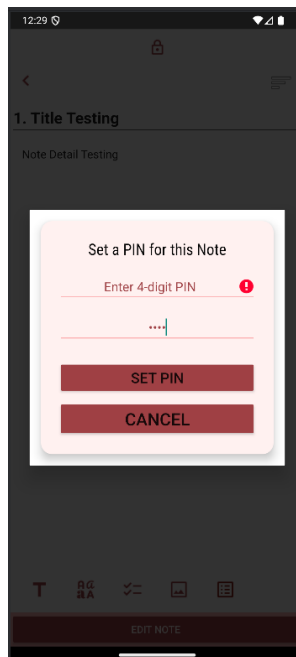 12:29
1. Title Testing
Note Detail Testing
Set a PIN for this Note
Enter 4-digit PIN
••••
SET PIN
CANCEL
T
EDIT NOTE